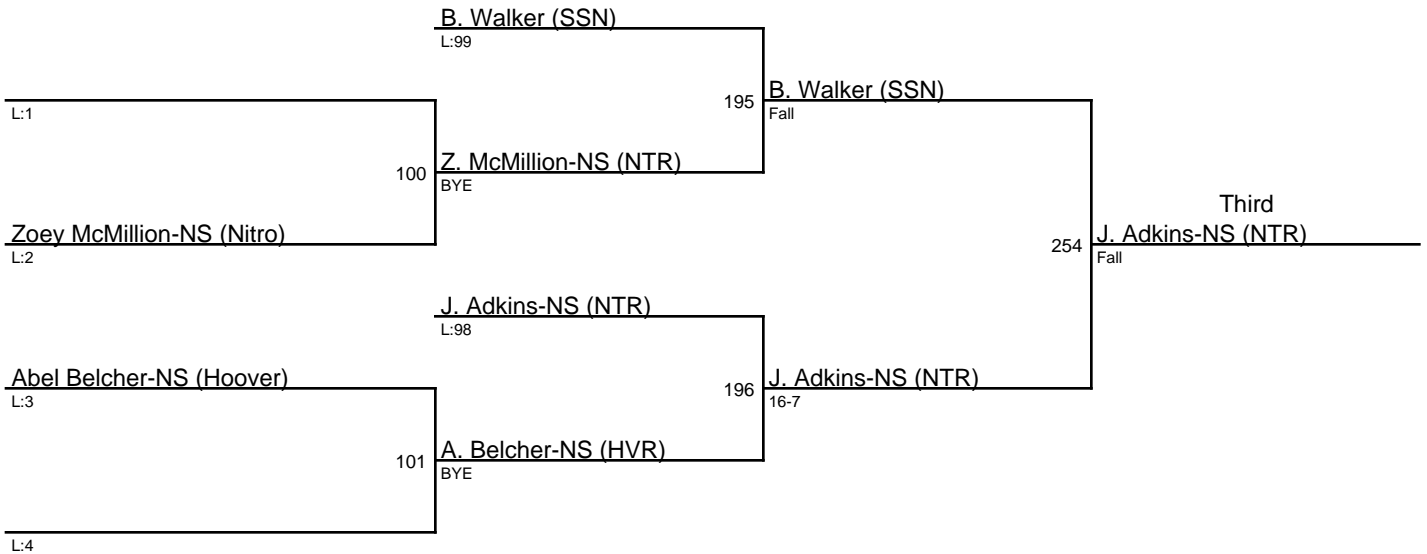 B. Walker (SSN)
L:99
195
B. Walker (SSN)
Fall
L:1
100
Z. McMillion-NS (NTR)
BYE
Third
Zoey McMillion-NS (Nitro)
L:2
254
J. Adkins-NS (NTR)
Fall
J. Adkins-NS (NTR)
L:98
Abel Belcher-NS (Hoover)
L:3
196
J. Adkins-NS (NTR)
16-7
101
A. Belcher-NS (HVR)
BYE
L:4